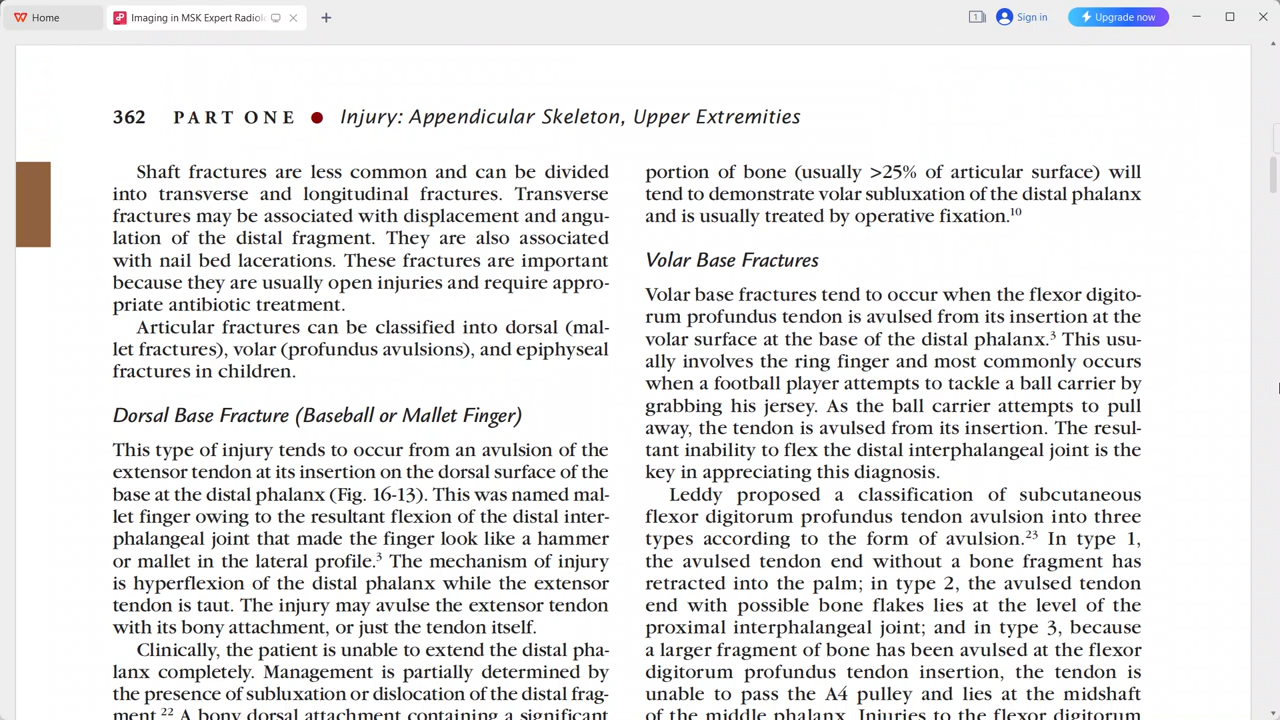 Home
Imaging in MSK Expert Radiol
1
Sign in
Upgrade now
362 PART ONE ● Injury: Appendicular Skeleton, Upper Extremities
Shaft fractures are less common and can be divided
into transverse and longitudinal fractures. Transverse
fractures may be associated with displacement and angu-
lation of the distal fragment. They are also associated
with nail bed lacerations. These fractures are important
because they are usually open injuries and require appro-
priate antibiotic treatment.
Articular fractures can be classified into dorsal (mal-
let fractures), volar (profundus avulsions), and epiphyseal
fractures in children.
Dorsal Base Fracture (Baseball or Mallet Finger)
This type of injury tends to occur from an avulsion of the
extensor tendon at its insertion on the dorsal surface of the
base at the distal phalanx (Fig. 16-13). This was named mal-
let finger owing to the resultant flexion of the distal inter-
phalangeal joint that made the finger look like a hammer
or mallet in the lateral profile.3 The mechanism of injury
is hyperflexion of the distal phalanx while the extensor
tendon is taut. The injury may avulse the extensor tendon
with its bony attachment, or just the tendon itself.
Clinically, the patient is unable to extend the distal pha-
lanx completely. Management is partially determined by
the presence of subluxation or dislocation of the distal frag-
ment.22 A bony dorsal attachment containing a significant
portion of bone (usually >25% of articular surface) will
tend to demonstrate volar subluxation of the distal phalanx
and is usually treated by operative fixation.10
Volar Base Fractures
Volar base fractures tend to occur when the flexor digito-
rum profundus tendon is avulsed from its insertion at the
volar surface at the base of the distal phalanx.3 This usu-
ally involves the ring finger and most commonly occurs
when a football player attempts to tackle a ball carrier by
grabbing his jersey. As the ball carrier attempts to pull
away, the tendon is avulsed from its insertion. The resul-
tant inability to flex the distal interphalangeal joint is the
key in appreciating this diagnosis.
Leddy proposed a classification of subcutaneous
flexor digitorum profundus tendon avulsion into three
types according to the form of avulsion.23 In type 1,
the avulsed tendon end without a bone fragment has
retracted into the palm; in type 2, the avulsed tendon
end with possible bone flakes lies at the level of the
proximal interphalangeal joint; and in type 3, because
a larger fragment of bone has been avulsed at the flexor
digitorum profundus tendon insertion, the tendon is
unable to pass the A4 pulley and lies at the midshaft
of the middle phalanx. Injuries to the flexor digitorum